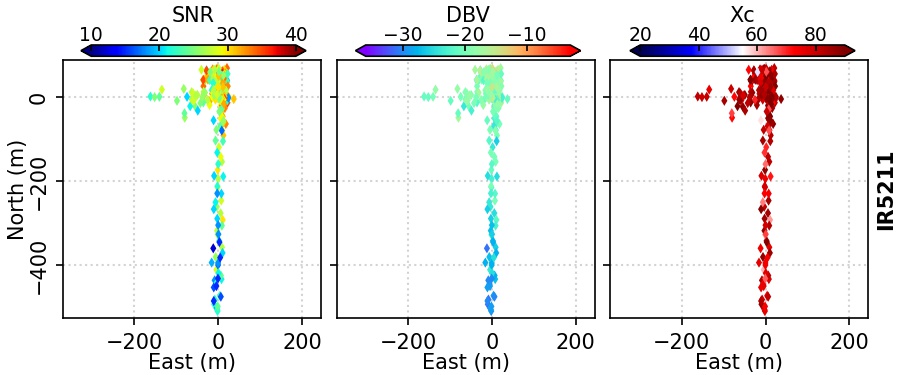 SNR DBV Xc
10 20 30 40 −30 −20 −10 20 40 60 80
0
−200
−400
North (m)
IR5211
−200 0 200 −200 0 200 −200 0 200
East (m) East (m) East (m)